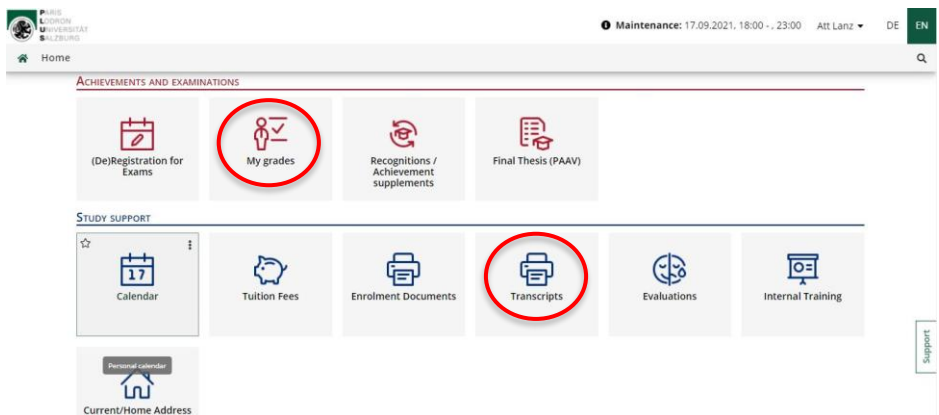 PARIS
LODRON
UNIVERSITÄT
SALZBURG
Maintenance: 17.09.2021, 18:00 - , 23:00
Att Lanz
DE
EN
Home
ACHIEVEMENTS AND EXAMINATIONS
(De)Registration for
Exams
My grades
Recognitions /
Achievement
supplements
Final Thesis (PAAV)
STUDY SUPPORT
17
Calendar
Tuition Fees
Enrolment Documents
Transcripts
Evaluations
Internal Training
Support
Personal calendar
Current/Home Address